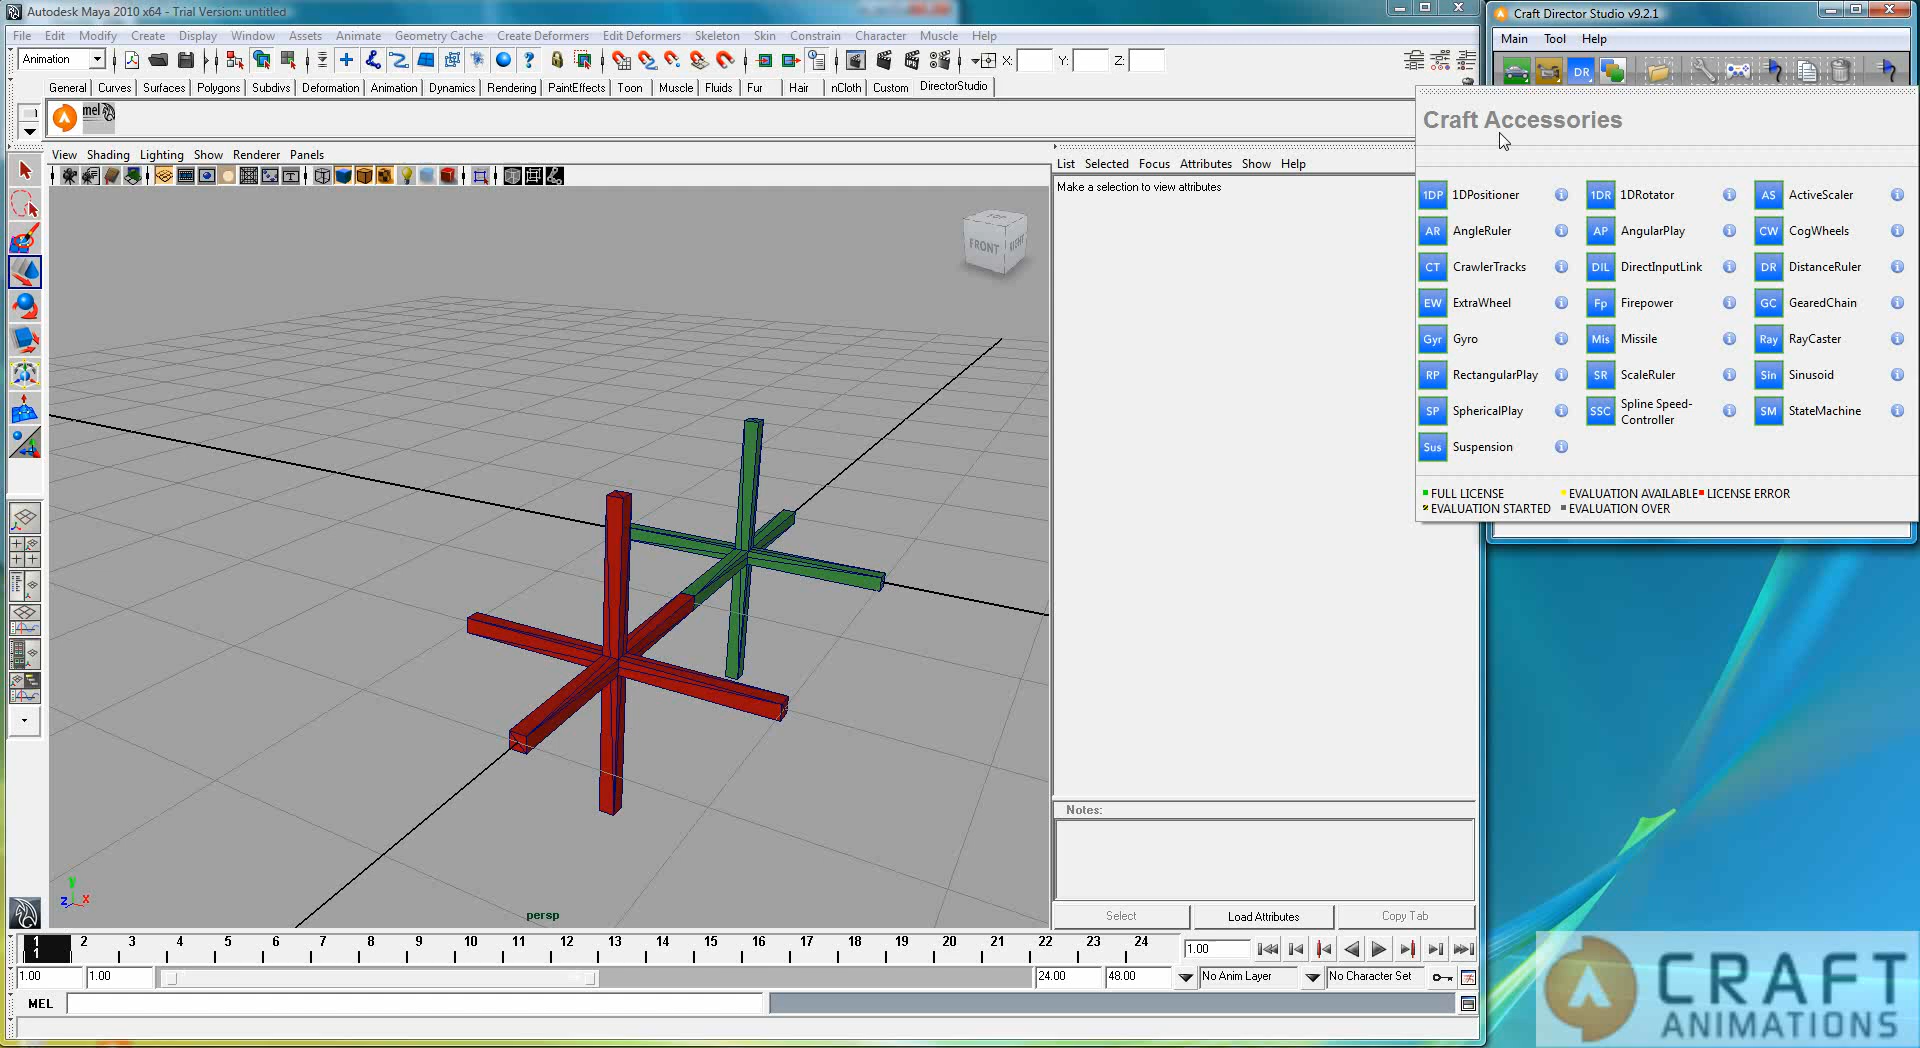 Autodesk Maya 2010 x64 - Trial Version: untitled
File Edit Modify Create Display Window Assets Animate Geometry Cache Create Deformers Edit Deformers Skeleton Skin Constrain Character Muscle Help
Animation X: Y: Z:
General Curves Surfaces Polygons Subdivs Deformation Animation Dynamics Rendering PaintEffects Toon Muscle Fluids Fur Hair nCloth Custom DirectorStudio
mel
View Shading Lighting Show Renderer Panels
List Selected Focus Attributes Show Help
Make a selection to view attributes
TOP
FRONT RIGHT
y
z x
persp
Notes:
Select Load Attributes Copy Tab
1 2 3 4 5 6 7 8 9 10 11 12 13 14 15 16 17 18 19 20 21 22 23 24
1
1.00
1.00 1.00 24.00 48.00 No Anim Layer No Character Set
MEL
Craft Director Studio v9.2.1
Main Tool Help
DR
Craft Accessories
1DP 1DPositioner 1DR 1DRotator AS ActiveScaler
AR AngleRuler AP AngularPlay CW CogWheels
CT CrawlerTracks DIL DirectInputLink DR DistanceRuler
EW ExtraWheel Fp Firepower GC GearedChain
Gyr Gyro Mis Missile Ray RayCaster
RP RectangularPlay SR ScaleRuler Sin Sinusoid
SP SphericalPlay SSC Spline Speed-
Controller SM StateMachine
Sus Suspension
FULL LICENSE EVALUATION AVAILABLE LICENSE ERROR
EVALUATION STARTED EVALUATION OVER
CRAFT
ANIMATIONS